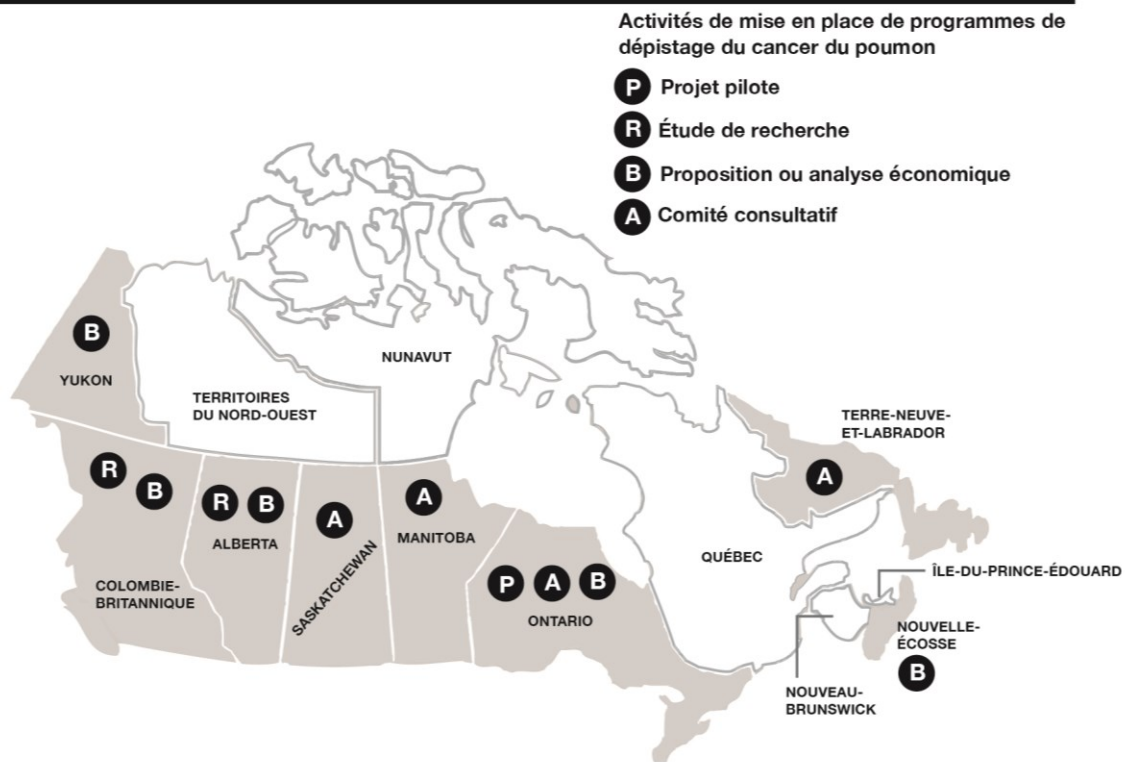 Activités de mise en place de programmes de
dépistage du cancer du poumon
P Projet pilote
R Étude de recherche
B Proposition ou analyse économique
A Comité consultatif
B
YUKON
TERRITOIRES
DU NORD-OUEST
NUNAVUT
R
B
COLOMBIE-
BRITANNIQUE
R B
ALBERTA
A
SASKATCHEWAN
A
MANITOBA
P A B
ONTARIO
QUÉBEC
TERRE-NEUVE-
ET-LABRADOR
A
ÎLE-DU-PRINCE-ÉDOUARD
NOUVELLE-
ÉCOSSE
B
NOUVEAU-
BRUNSWICK